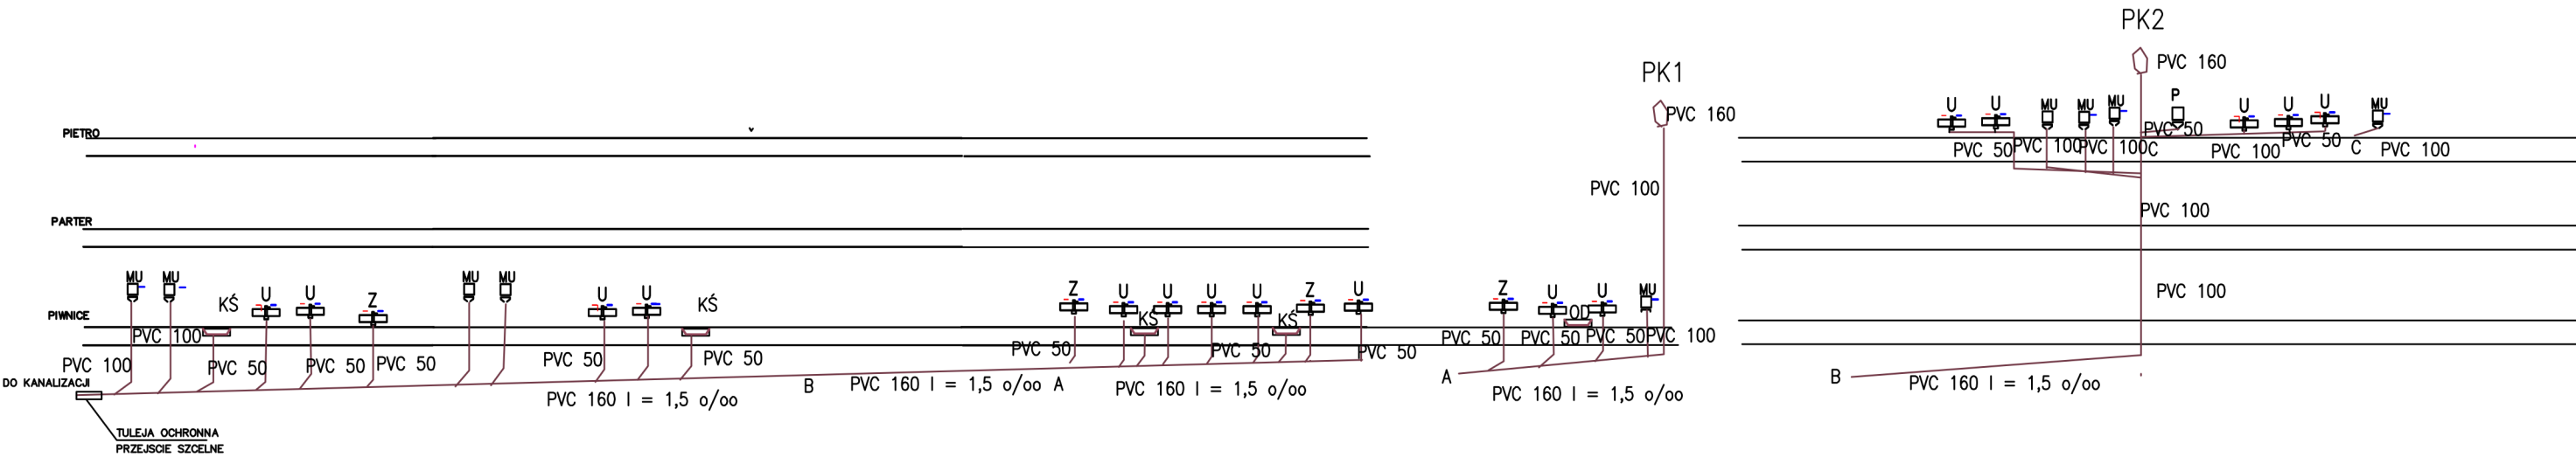 PK2
PVC 160
PK1
PVC 160
U
U
MU
MU
MU
P
U
U
U
MU
PIETRO
PVC 50
PVC 50
PVC 100
PVC 100
C
PVC 100
PVC 50
C
PVC 100
PVC 100
PVC 100
PARTER
PVC 100
MU
MU
KŚ
U
U
Z
MU
MU
U
U
KŚ
Z
U
U
U
U
Z
U
KŚ
KŚ
Z
U
OD
U
MU
PIWNICE
PVC 100
PVC 100
PVC 50
PVC 50
PVC 50
PVC 50
PVC 50
PVC 50
PVC 50
PVC 50
PVC 50
PVC 50
PVC 50
PVC 100
DO KANALIZACJI
B
PVC 160 I = 1,5 o/oo
A
PVC 160 I = 1,5 o/oo
A
PVC 160 I = 1,5 o/oo
B
PVC 160 I = 1,5 o/oo
PVC 160 I = 1,5 o/oo
TULEJA OCHRONNA
PRZEJSCIE SZCELNE